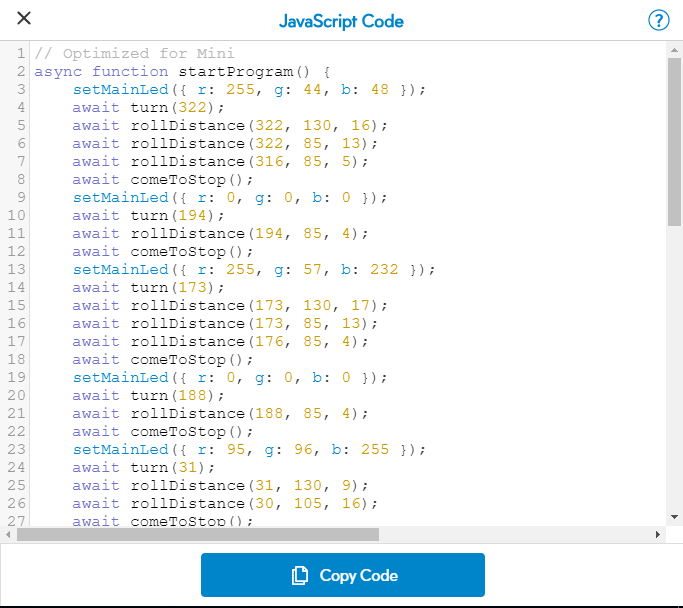 JavaScript Code
?
1 // Optimized for Mini
2 async function startProgram() {
3     setMainLed({ r: 255, g: 44, b: 48 });
4     await turn(322);
5     await rollDistance(322, 130, 16);
6     await rollDistance(322, 85, 13);
7     await rollDistance(316, 85, 5);
8     await comeToStop();
9     setMainLed({ r: 0, g: 0, b: 0 });
10     await turn(194);
11     await rollDistance(194, 85, 4);
12     await comeToStop();
13     setMainLed({ r: 255, g: 57, b: 232 });
14     await turn(173);
15     await rollDistance(173, 130, 17);
16     await rollDistance(173, 85, 13);
17     await rollDistance(176, 85, 4);
18     await comeToStop();
19     setMainLed({ r: 0, g: 0, b: 0 });
20     await turn(188);
21     await rollDistance(188, 85, 4);
22     await comeToStop();
23     setMainLed({ r: 95, g: 96, b: 255 });
24     await turn(31);
25     await rollDistance(31, 130, 9);
26     await rollDistance(30, 105, 16);
27     await comeToStop();
Copy Code